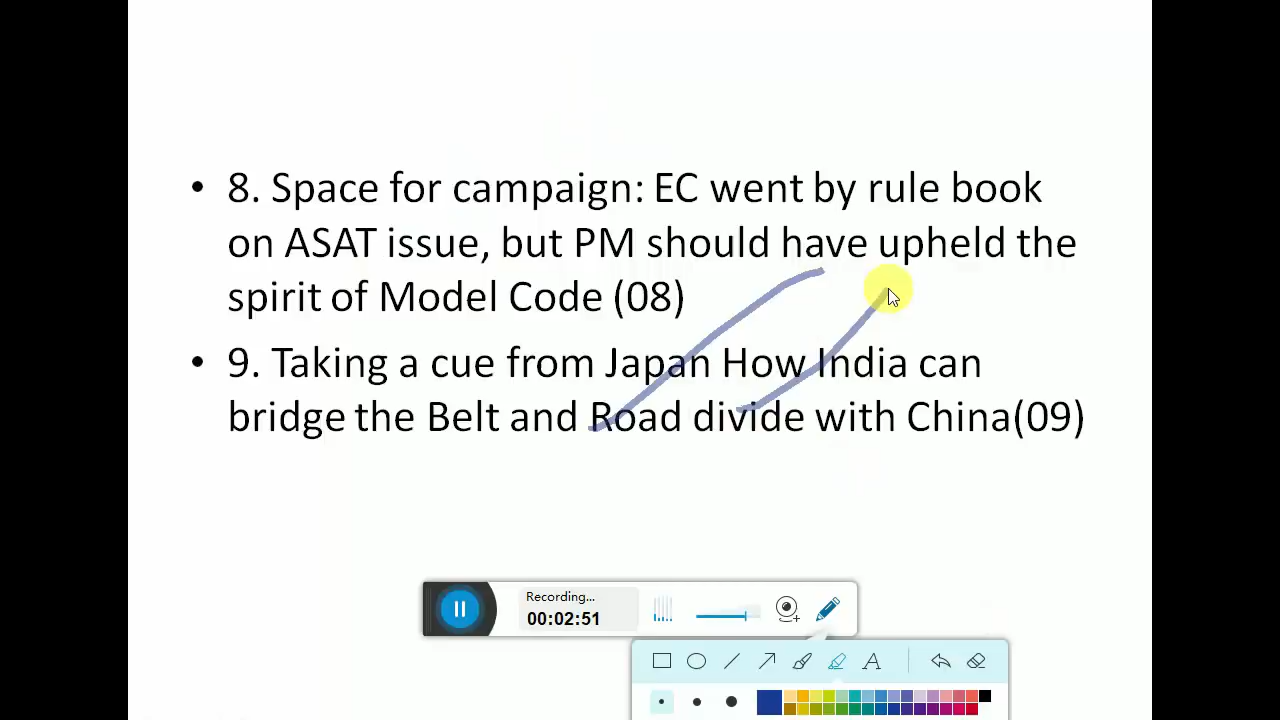 • 8. Space for campaign: EC went by rule book
on ASAT issue, but PM should have upheld the
spirit of Model Code (08)
• 9. Taking a cue from Japan How India can
bridge the Belt and Road divide with China(09)
Recording...
00:02:51
A